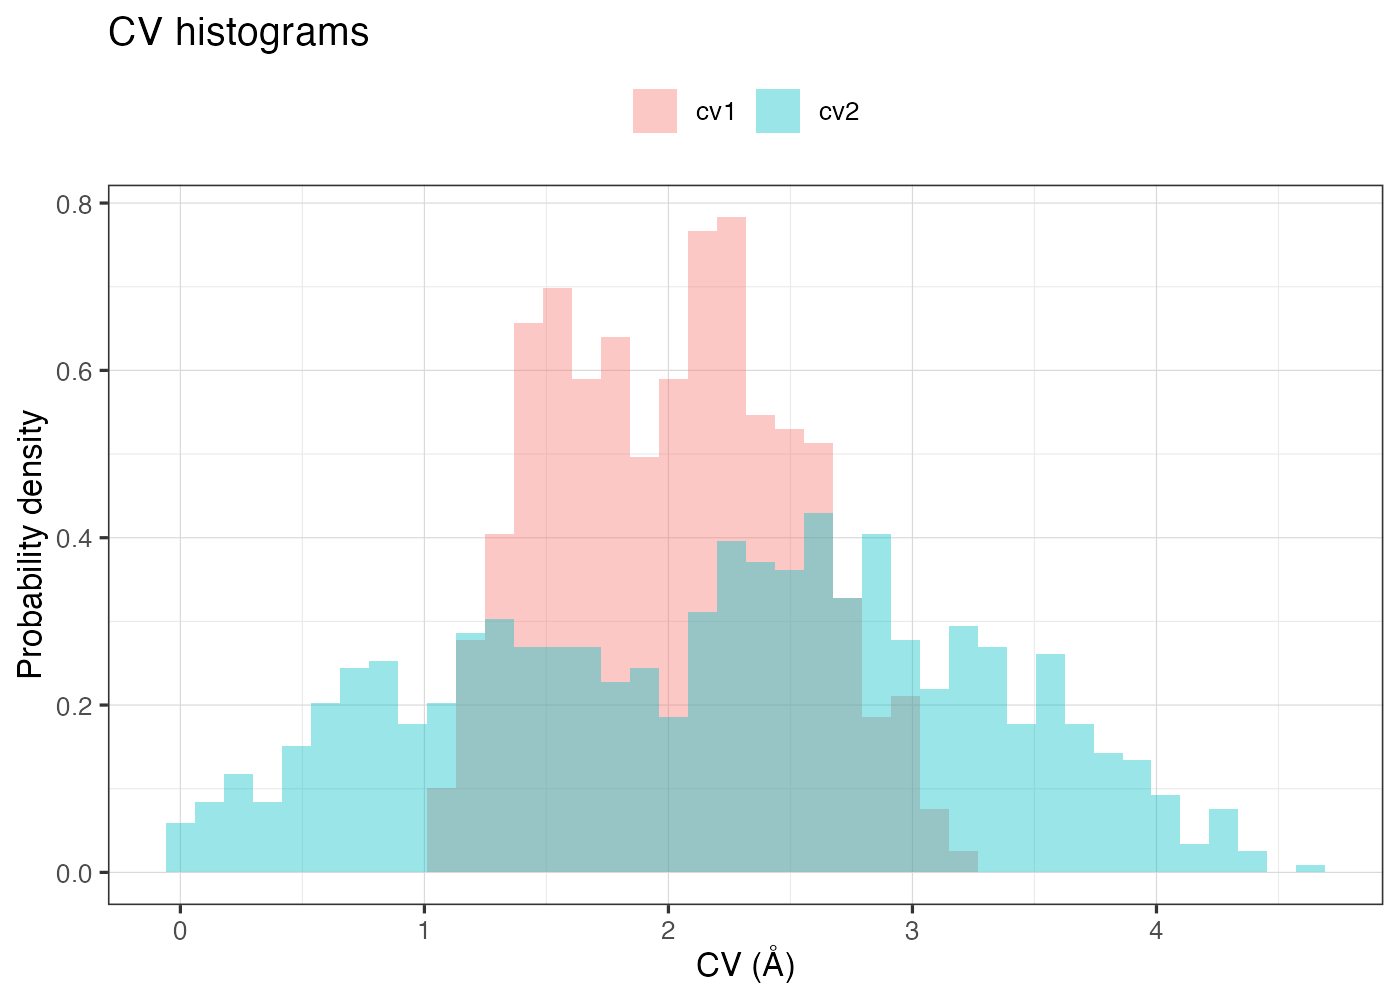 CV histograms
cv1 cv2
Probability density
0.8
0.6
0.4
0.2
0.0
0 1 2 3 4
CV (Å)